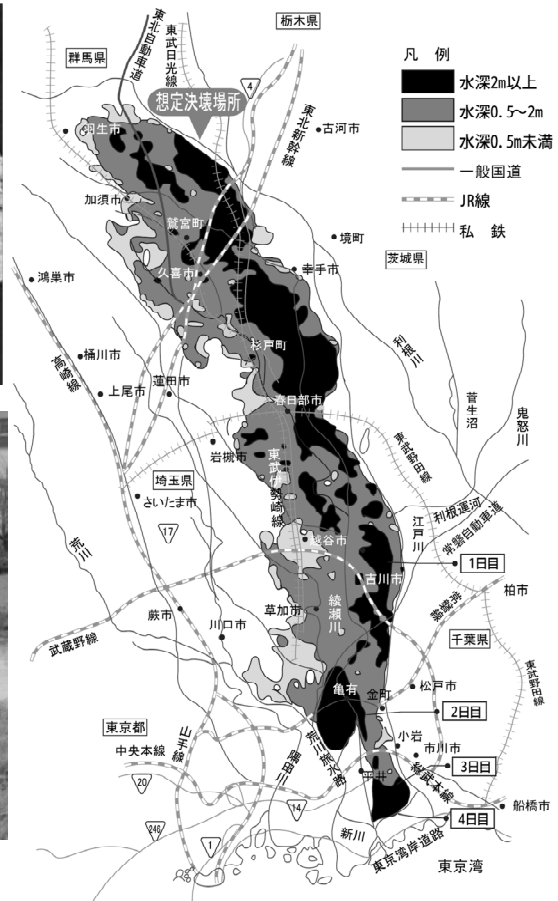 栃木県
群馬県
東北自動車道
東武日光線
4
想定決壊場所
東北新幹線
凡 例
水深2m以上
水深0.5〜2m
水深0.5m未満
一般国道
JR線
私 鉄
羽生市
古河市
加須市
鷲宮町
境町
茨城県
久喜市
幸手市
鴻巣市
利根川
杉戸町
桶川市
高崎線
上尾市
蓮田市
菅生沼
鬼怒川
春日部市
東武野田線
岩槻市
東武伊勢崎線
埼玉県
さいたま市
利根運河
常磐自動車道
江戸川
17
荒川
越谷市
1日目
吉川市
常磐線
柏市
綾瀬川
草加市
蕨市
川口市
武蔵野線
千葉県
東武野田線
亀有
金町
松戸市
2日目
東京都
山手線
中央本線
隅田川
荒川放水路
小岩
市川市
総武本線
3日目
平井
20
14
船橋市
4日目
新川
246
1
東京湾岸道路
東京湾